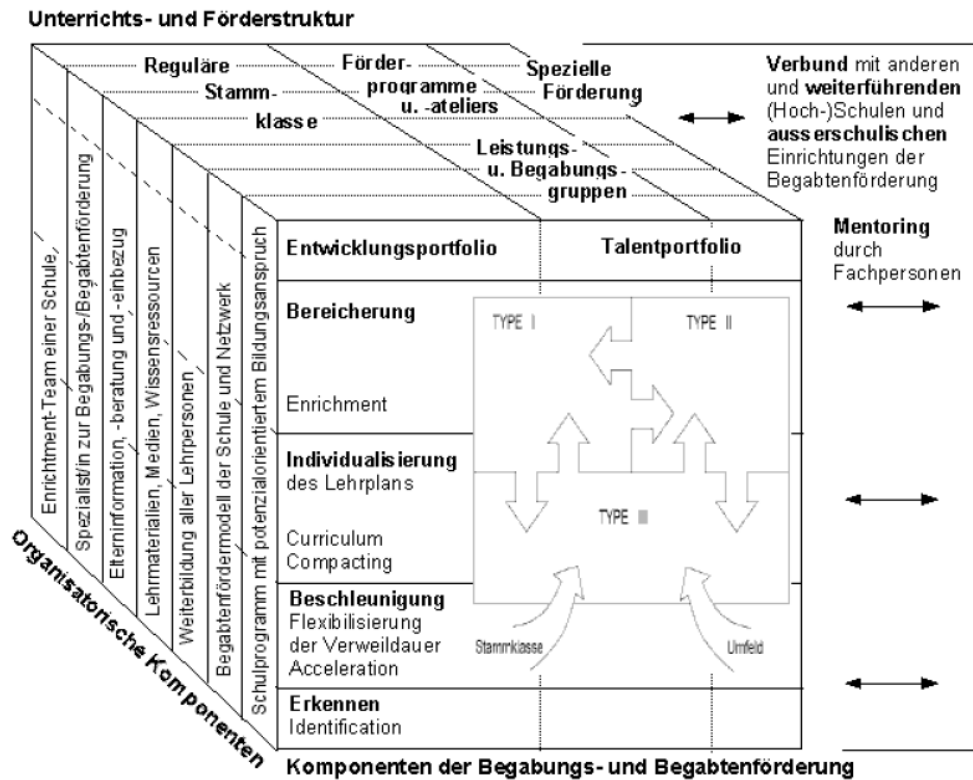 Unterrichts- und Förderstruktur
Reguläre
Stamm-
klasse
Förder-
programme
u. -ateliers
Spezielle
Förderung
Leistungs-
u. Begabungs-
gruppen
Verbund mit anderen
und weiterführenden
(Hoch-)Schulen und
ausserschulischen
Einrichtungen der
Begabtenförderung
Mentoring
durch
Fachpersonen
Enrichtment-Team einer Schule,
Spezialist/in zur Begabungs-/Begabtenförderung
Elterninformation, -beratung und -einbezug
Lehrmaterialien, Medien, Wissensressourcen
Weiterbildung aller Lehrpersonen
Begabtenfördermodell der Schule und Netzwerk
Schulprogramm mit potenzialorientiertem Bildungsanspruch
Organisatorische Komponenten
Entwicklungsportfolio
Talentportfolio
Bereicherung
Enrichment
TYPE I
TYPE II
Individualisierung
des Lehrplans
Curriculum
Compacting
TYPE III
Beschleunigung
Flexibilisierung
der Verweildauer
Acceleration
Stammklasse
Umfeld
Erkennen
Identification
Komponenten der Begabungs- und Begabtenförderung